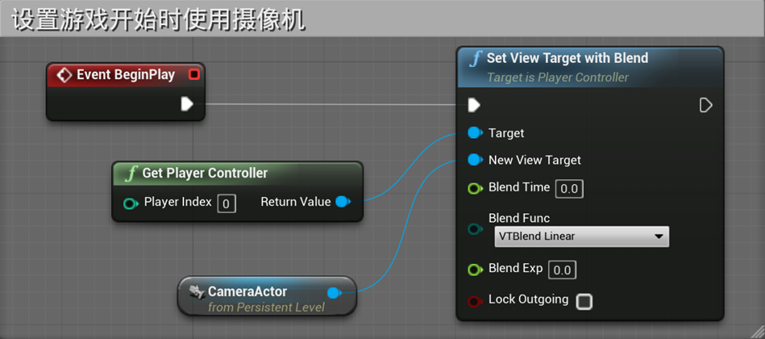 设置游戏开始时使用摄像机
Event BeginPlay
Set View Target with Blend
Target is Player Controller
Target
New View Target
Get Player Controller
Player Index 0 Return Value
Blend Time 0.0
Blend Func
VTBlend Linear
Blend Exp 0.0
CameraActor
from Persistent Level
Lock Outgoing